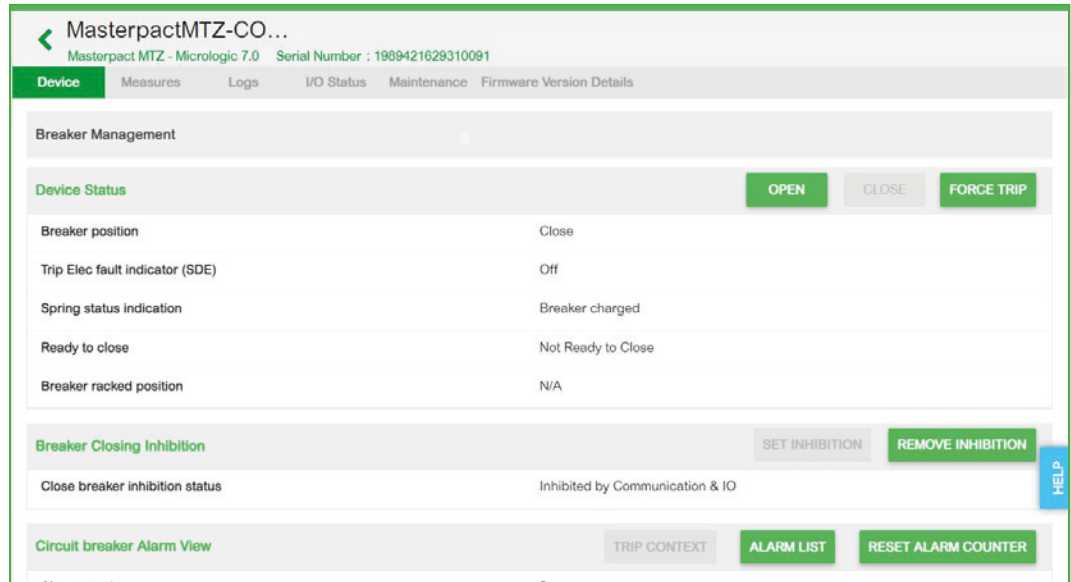 MasterpactMTZ-CO...
Masterpact MTZ - Micrologic 7.0 Serial Number : 1989421629310091
Device Measures Logs I/O Status Maintenance Firmware Version Details
Breaker Management
Device Status OPEN CLOSE FORCE TRIP
Breaker position Close
Trip Elec fault indicator (SDE) Off
Spring status indication Breaker charged
Ready to close Not Ready to Close
Breaker racked position N/A
Breaker Closing Inhibition SET INHIBITION REMOVE INHIBITION
HELP
Close breaker inhibition status Inhibited by Communication & IO
Circuit breaker Alarm View TRIP CONTEXT ALARM LIST RESET ALARM COUNTER